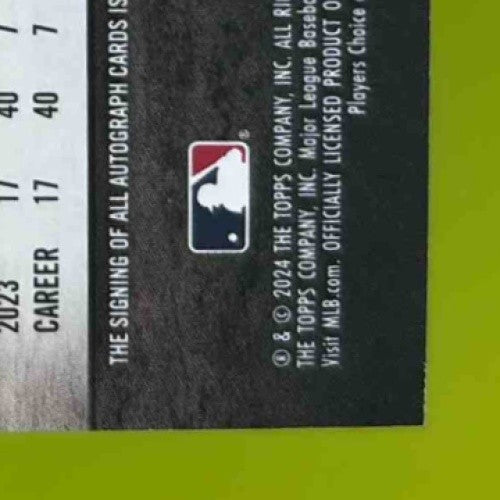 2023 17 40 7
CAREER 17 40 7
THE SIGNING OF ALL AUTOGRAPH CARDS IS
® & © 2024 THE TOPPS COMPANY, INC. ALL RI
THE TOPPS COMPANY, INC. Major League Baseb
Visit MLB.com. OFFICIALLY LICENSED PRODUCT O
Players Choice